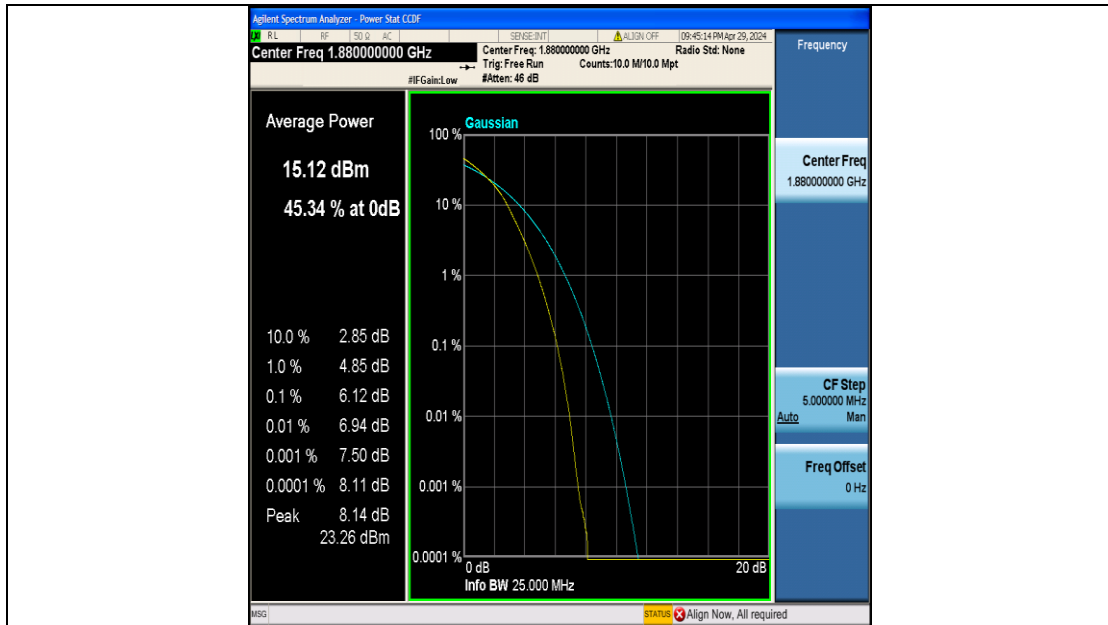 Agilent Spectrum Analyzer - Power Stat CCDF
RL RF 50 Ω AC SENSE:INT ALIGN OFF 09:45:14 PM Apr 29, 2024
Center Freq 1.880000000 GHz
Center Freq: 1.880000000 GHz Radio Std: None
Trig: Free Run Counts:10.0 M/10.0 Mpt
#IFGain:Low #Atten: 46 dB
Frequency
Average Power
15.12 dBm
45.34 % at 0dB
10.0 % 2.85 dB
1.0 % 4.85 dB
0.1 % 6.12 dB
0.01 % 6.94 dB
0.001 % 7.50 dB
0.0001 % 8.11 dB
Peak 8.14 dB
23.26 dBm
Gaussian
100 %
10 %
1 %
0.1 %
0.01 %
0.001 %
0.0001 %
0 dB 20 dB
Info BW 25.000 MHz
Center Freq
1.880000000 GHz
CF Step
5.000000 MHz
Auto Man
Freq Offset
0 Hz
MSG STATUS Align Now, All required